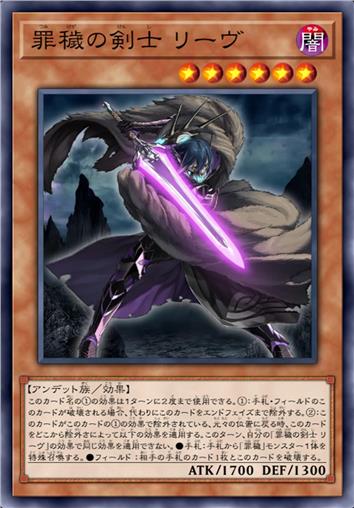 罪穢の剣士 リーヴ
闇
【アンデット族／効果】
このカード名の①の効果は1ターンに２度まで使用できる。①：手札・フィールドの
このカードが破壊される場合、代わりにこのカードをエンドフェイズまで除外する。②：
このカードがこのカードの①の効果で除外されている、元々の位置に戻る時、このカード
をどこから除外さによって以下の効果を適用する。このターン、自分の「罪穢の剣士 リ
ーヴ」の効果で同じ効果を適用できない。●手札：手札から「罪穢」モンスター1体を
特殊召喚する。●フィールド：相手の手札のカード1枚とこのカードを破壊する。
ATK/1700 DEF/1300